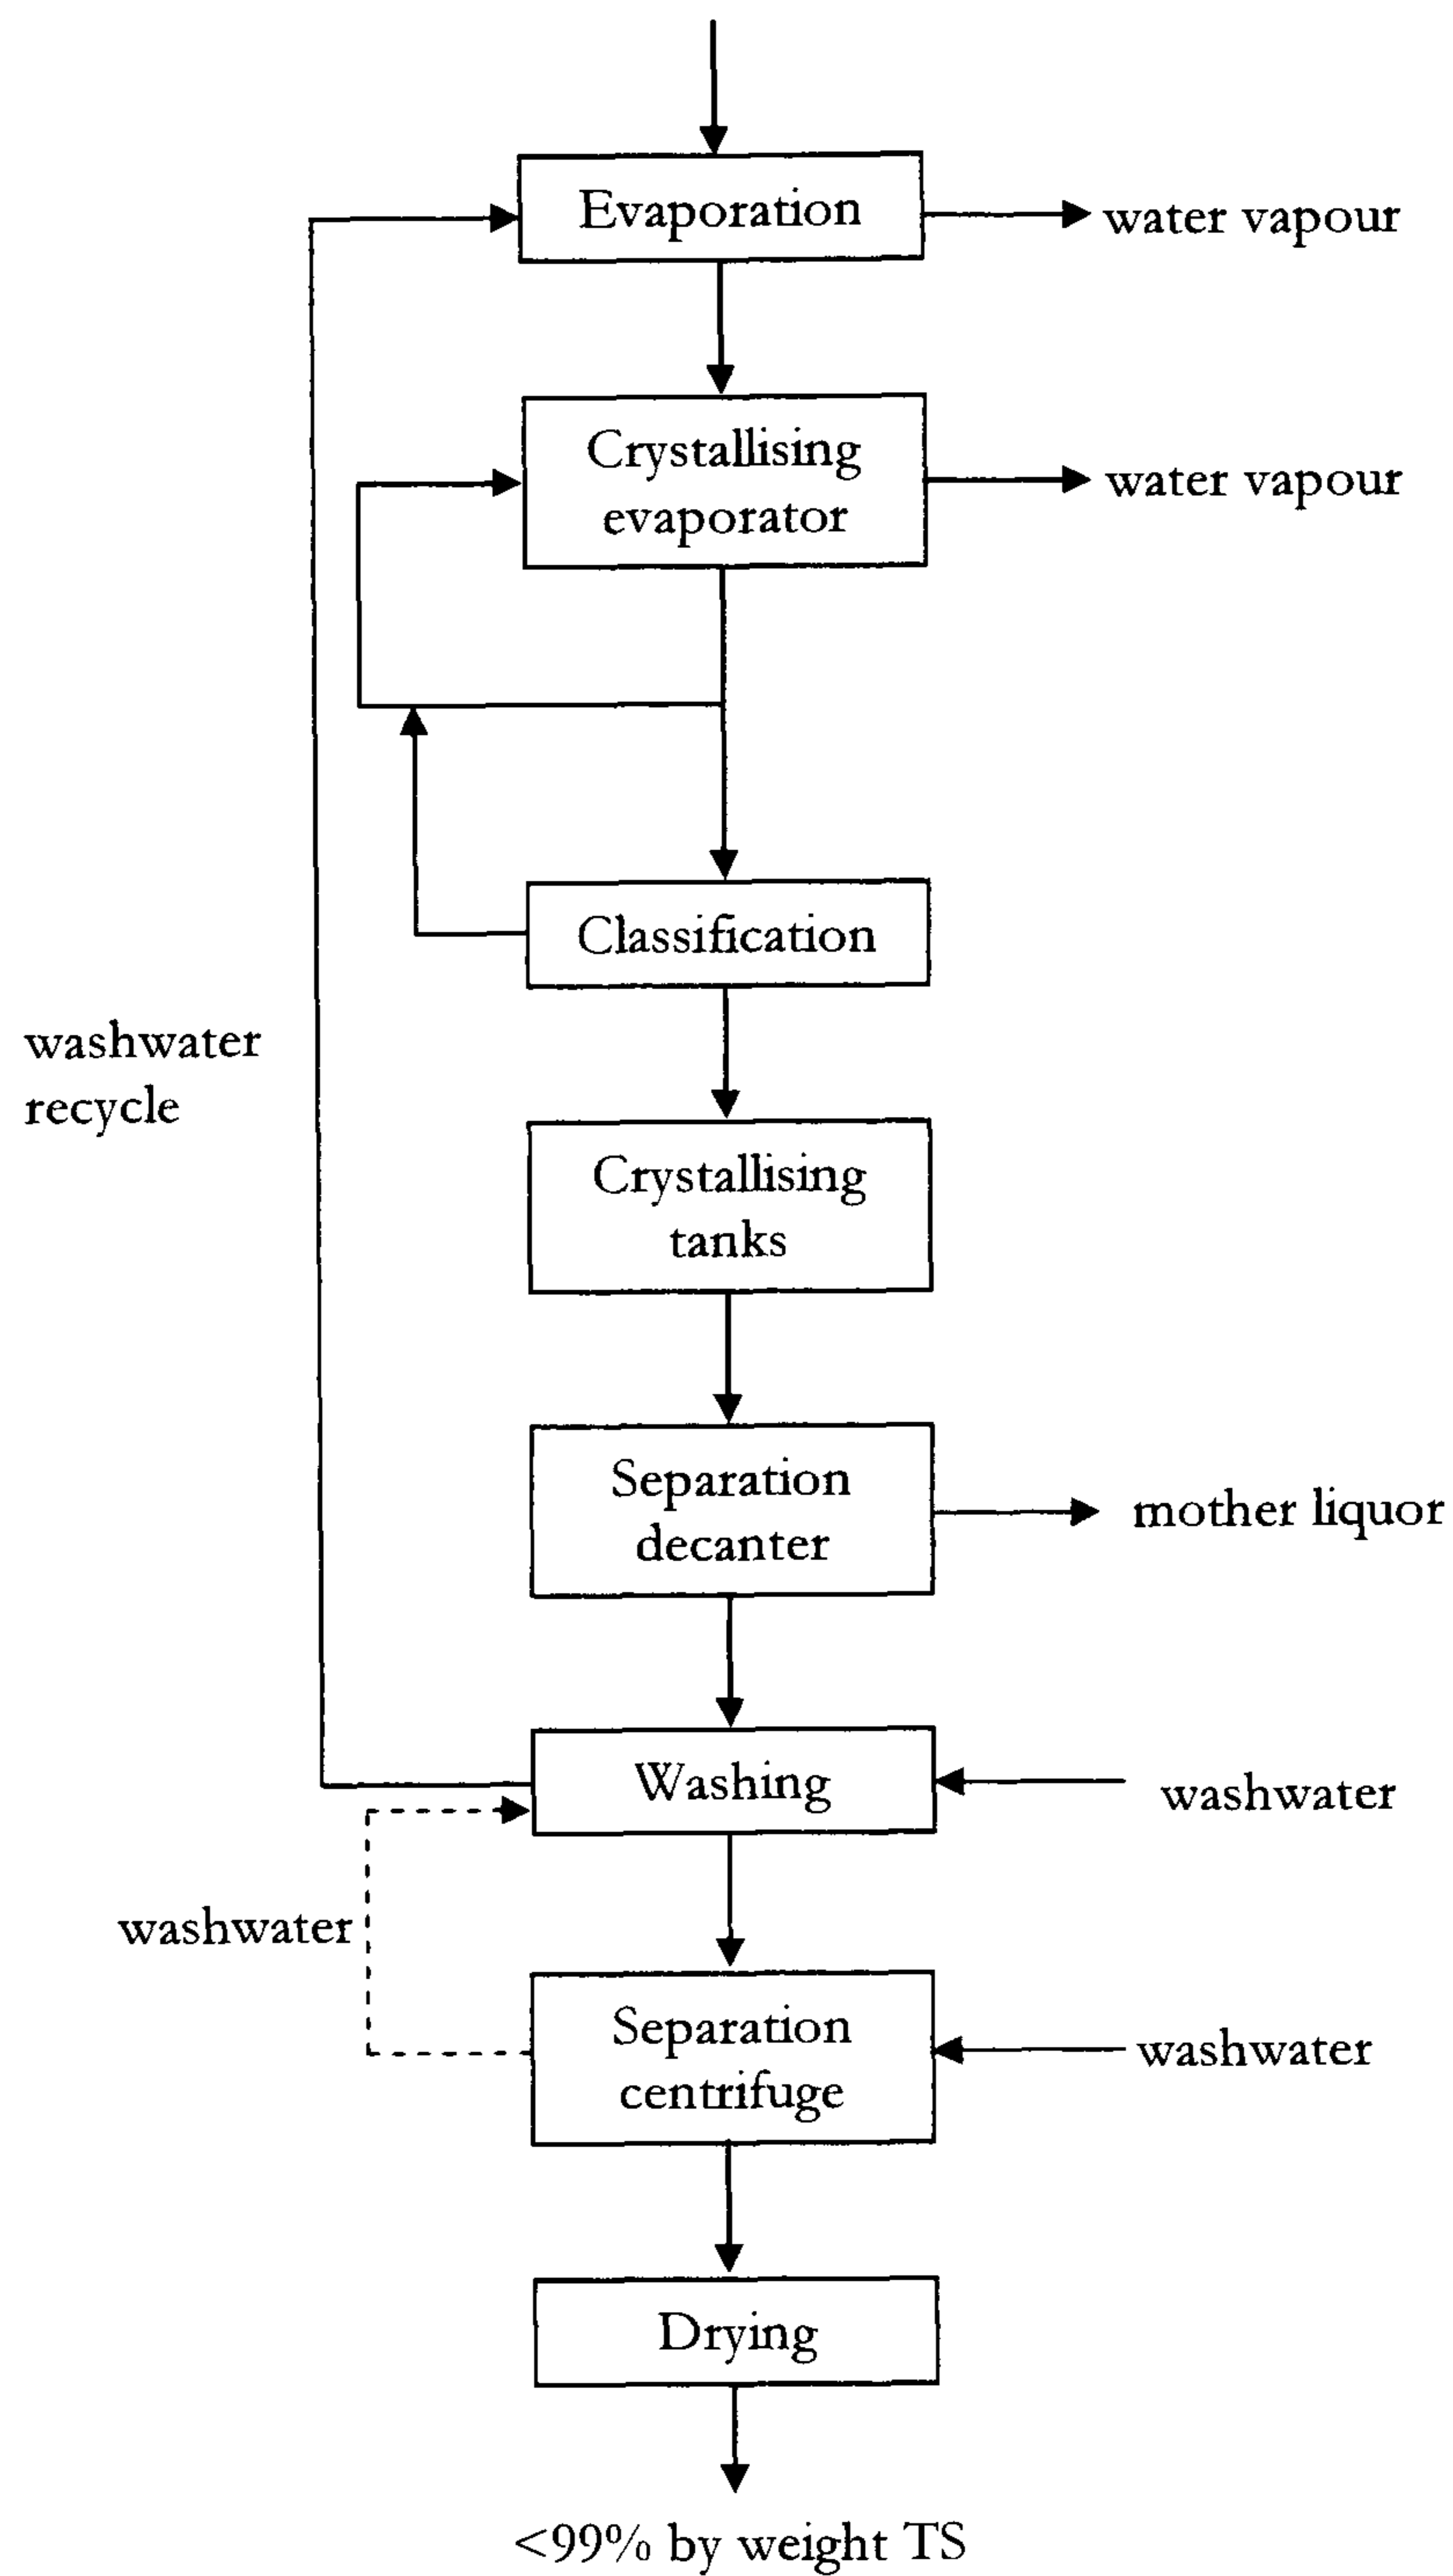 Evaporation
water vapour
Crystallising
evaporator
water vapour
Classification
washwater
recycle
Crystallising
tanks
Separation
decanter
mother liquor
Washing
washwater
washwater
Separation
centrifuge
washwater
Drying
<99% by weight TS